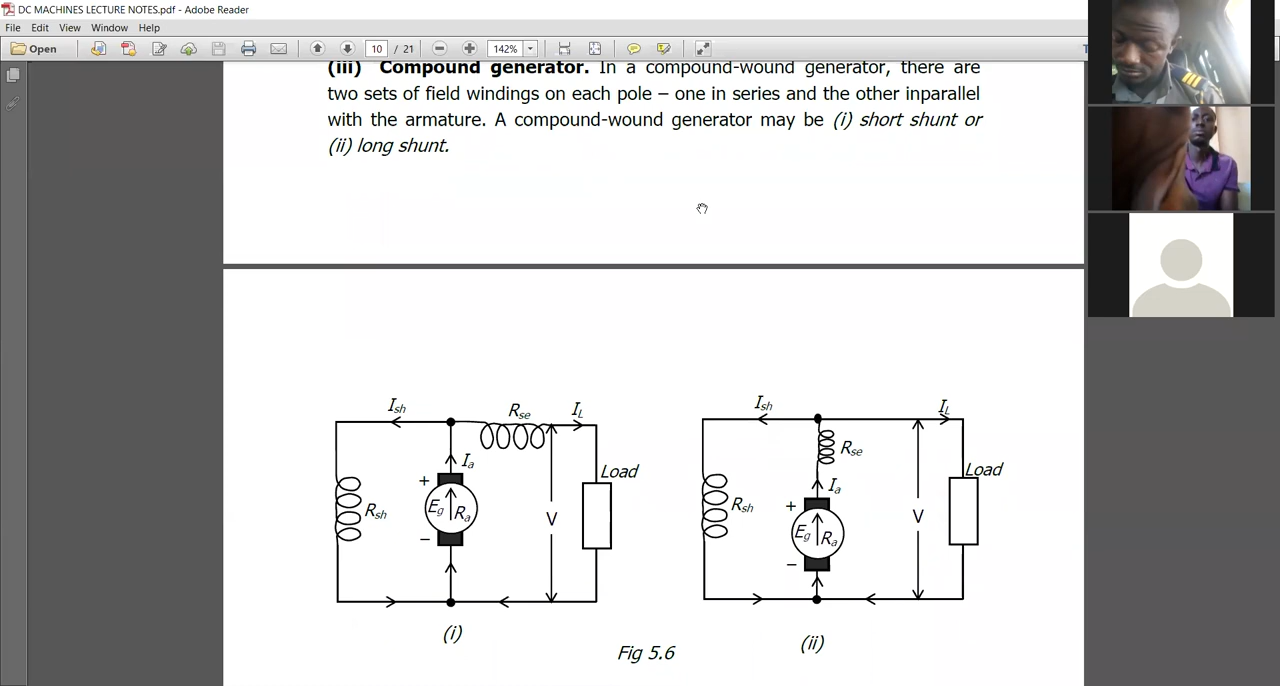 DC MACHINES LECTURE NOTES.pdf - Adobe Reader
File Edit View Window Help
Open 10 / 21 142%
(iii) Compound generator. In a compound-wound generator, there are
two sets of field windings on each pole – one in series and the other inparallel
with the armature. A compound-wound generator may be (i) short shunt or
(ii) long shunt.
Ish Rse IL
Ia
Load
+
Rsh Eg Ra V
–
(i)
Ish IL
Rse
Load
Ia
+
Rsh Eg Ra V
–
(ii)
Fig 5.6